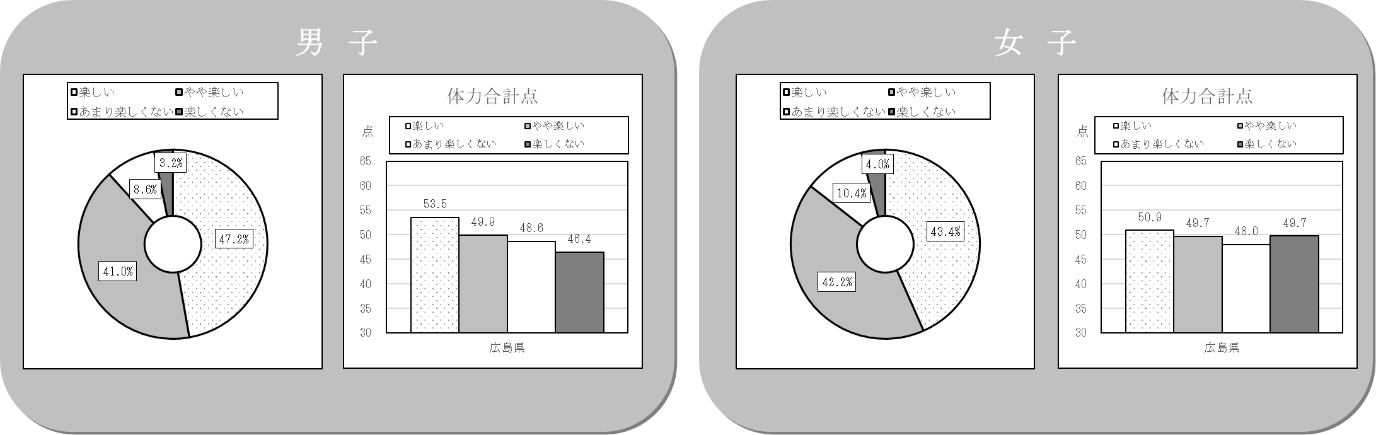 男 子
楽しい やや楽しい
あまり楽しくない 楽しくない
3.2%
8.6%
47.2%
41.0%
体力合計点
点
楽しい やや楽しい
あまり楽しくない 楽しくない
65
60
55
50
45
40
35
30
53.5
49.9
48.6
46.4
広島県
女 子
楽しい やや楽しい
あまり楽しくない 楽しくない
4.0%
10.4%
43.4%
42.2%
体力合計点
点
楽しい やや楽しい
あまり楽しくない 楽しくない
65
60
55
50
45
40
35
30
50.9
49.7
48.0
49.7
広島県